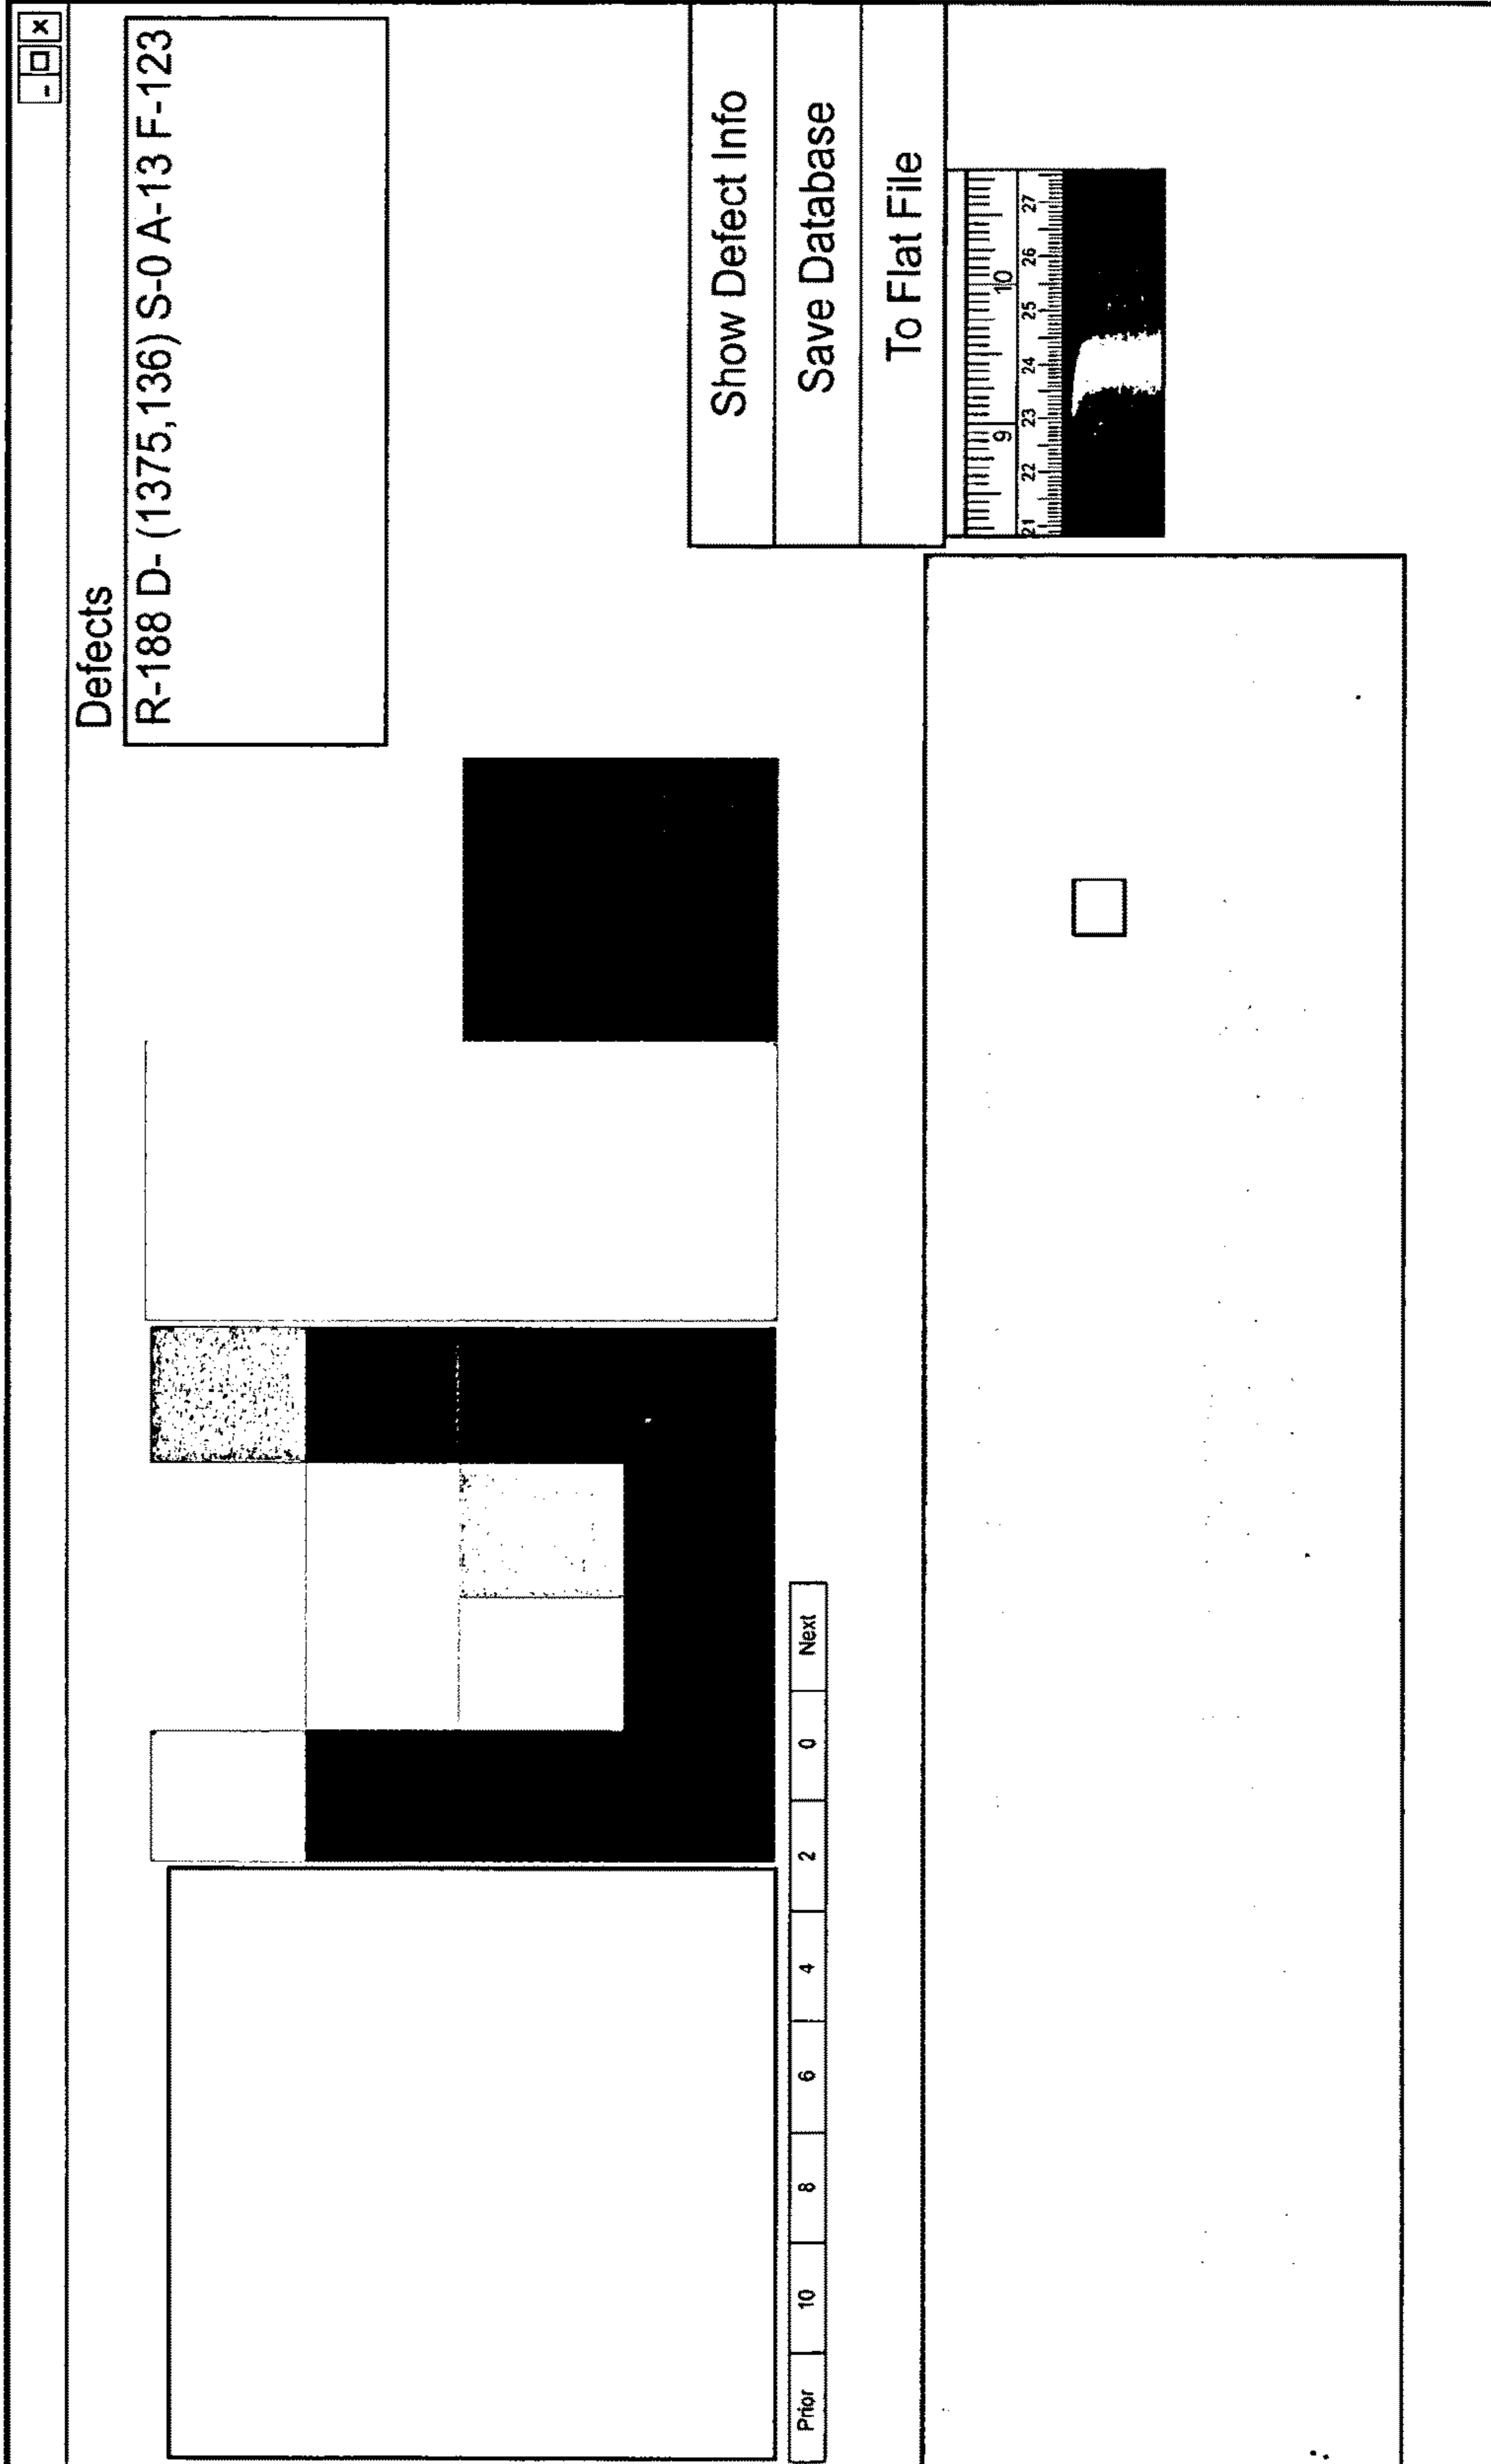 - □ x
Defects
R-188 D- (1375,136) S-0 A-13 F-123
Prior 10 8 6 4 2 0 Next
Show Defect Info
Save Database
To Flat File
9 10
21 22 23 24 25 26 27